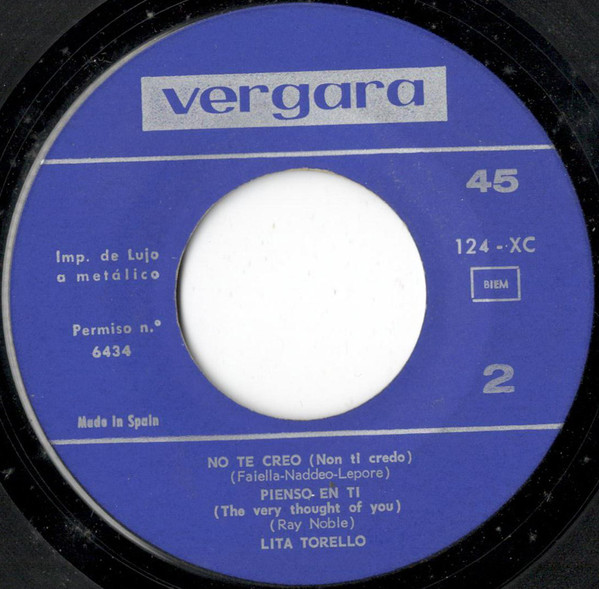 vergara
45
Imp. de Lujo
a metálico
124 - XC
BIEM
Permiso n.º
6434
2
Made in Spain
NO TE CREO (Non ti credo)
(Faiella-Naddeo-Lepore)
PIENSO EN TI
(The very thought of you)
(Ray Noble)
LITA TORELLO